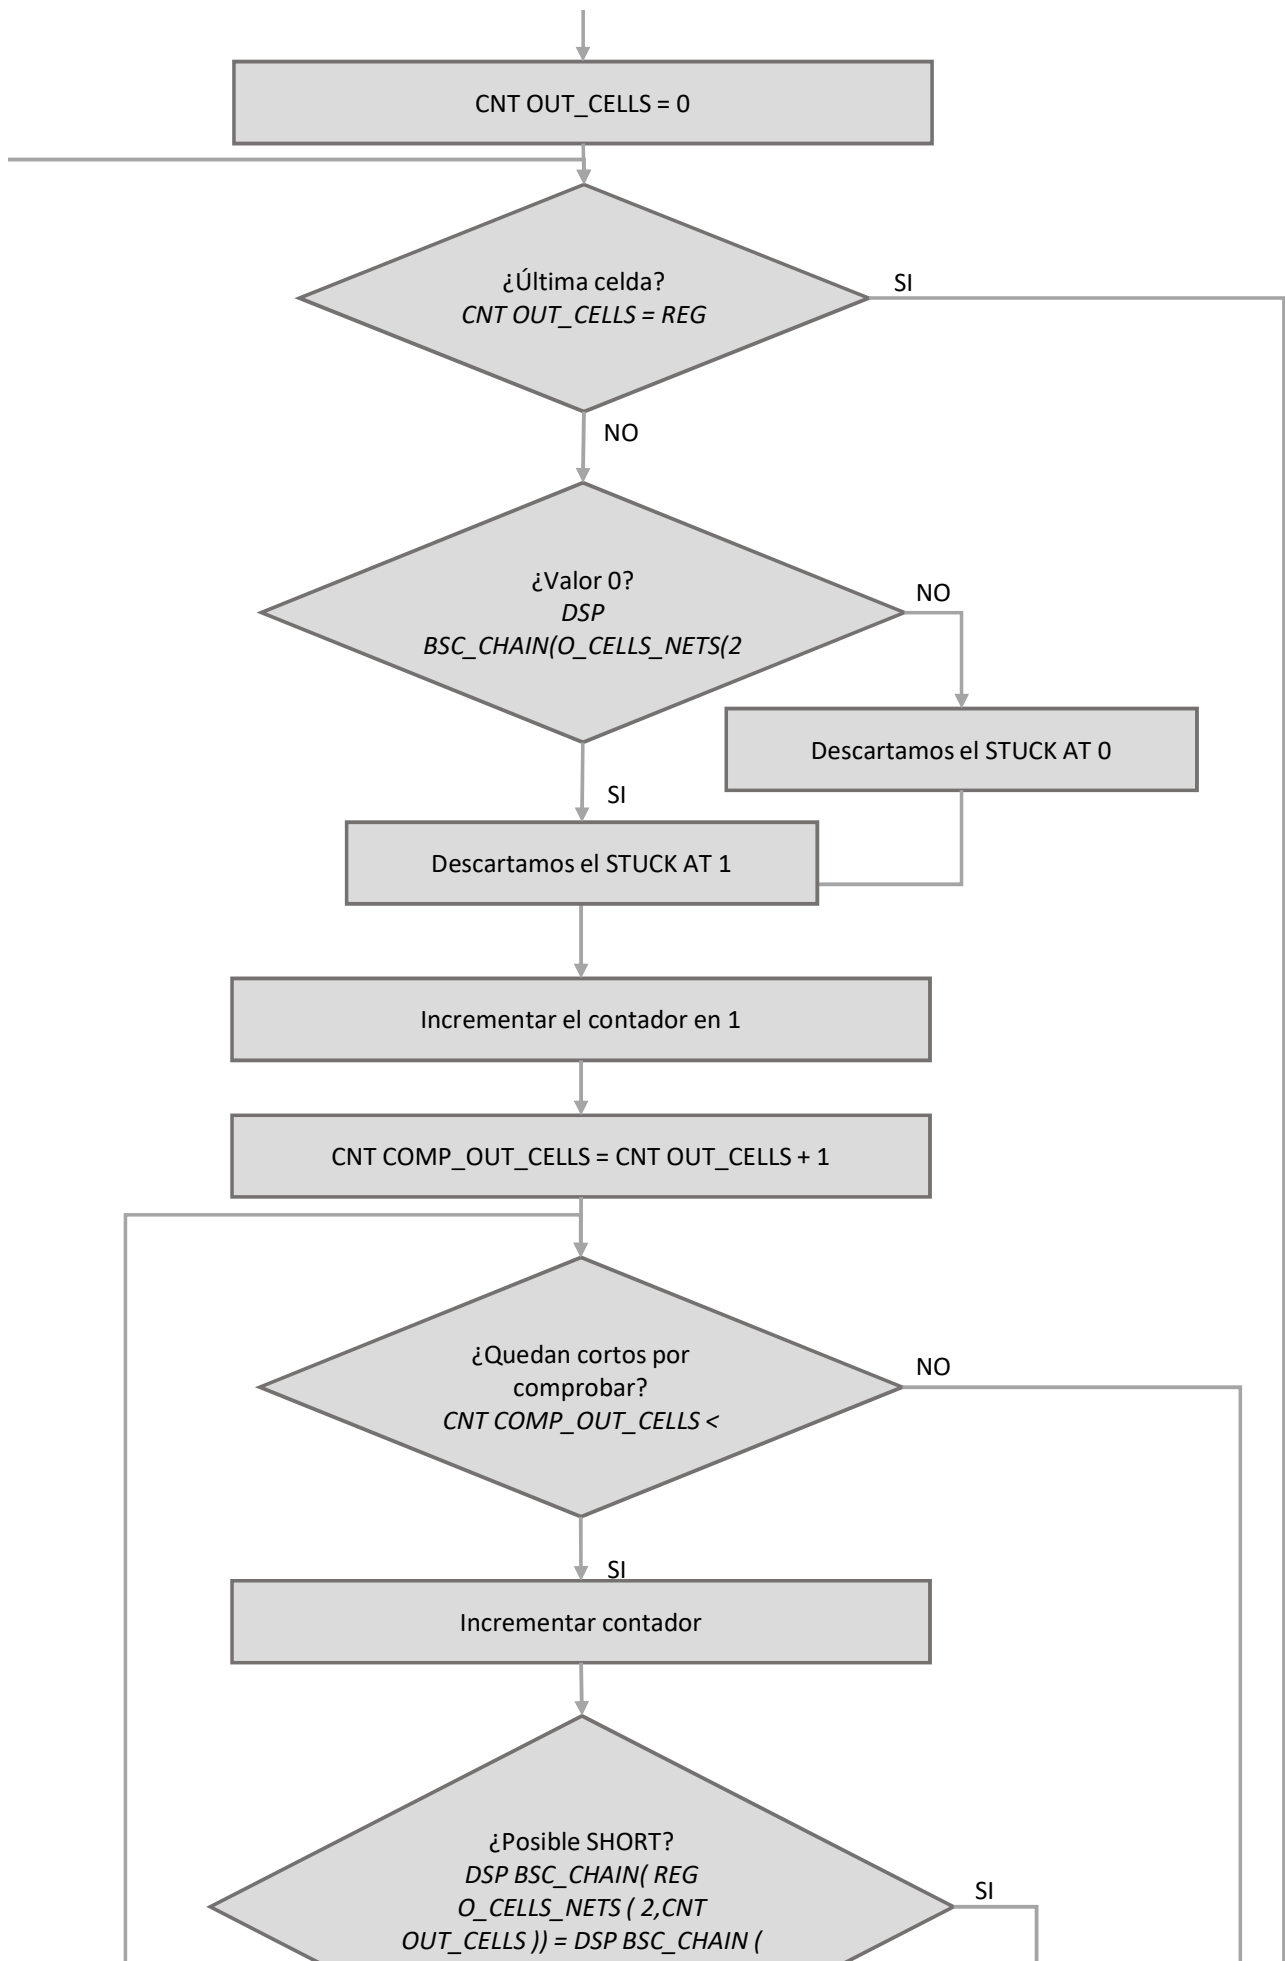 CNT OUT_CELLS = 0
¿Última celda?
CNT OUT_CELLS = REG
SI
NO
¿Valor 0?
DSP
BSC_CHAIN(O_CELLS_NETS(2
NO
Descartamos el STUCK AT 0
SI
Descartamos el STUCK AT 1
Incrementar el contador en 1
CNT COMP_OUT_CELLS = CNT OUT_CELLS + 1
¿Quedan cortos por
comprobar?
CNT COMP_OUT_CELLS <
NO
SI
Incrementar contador
¿Posible SHORT?
DSP BSC_CHAIN( REG
O_CELLS_NETS ( 2,CNT
OUT_CELLS )) = DSP BSC_CHAIN (
SI